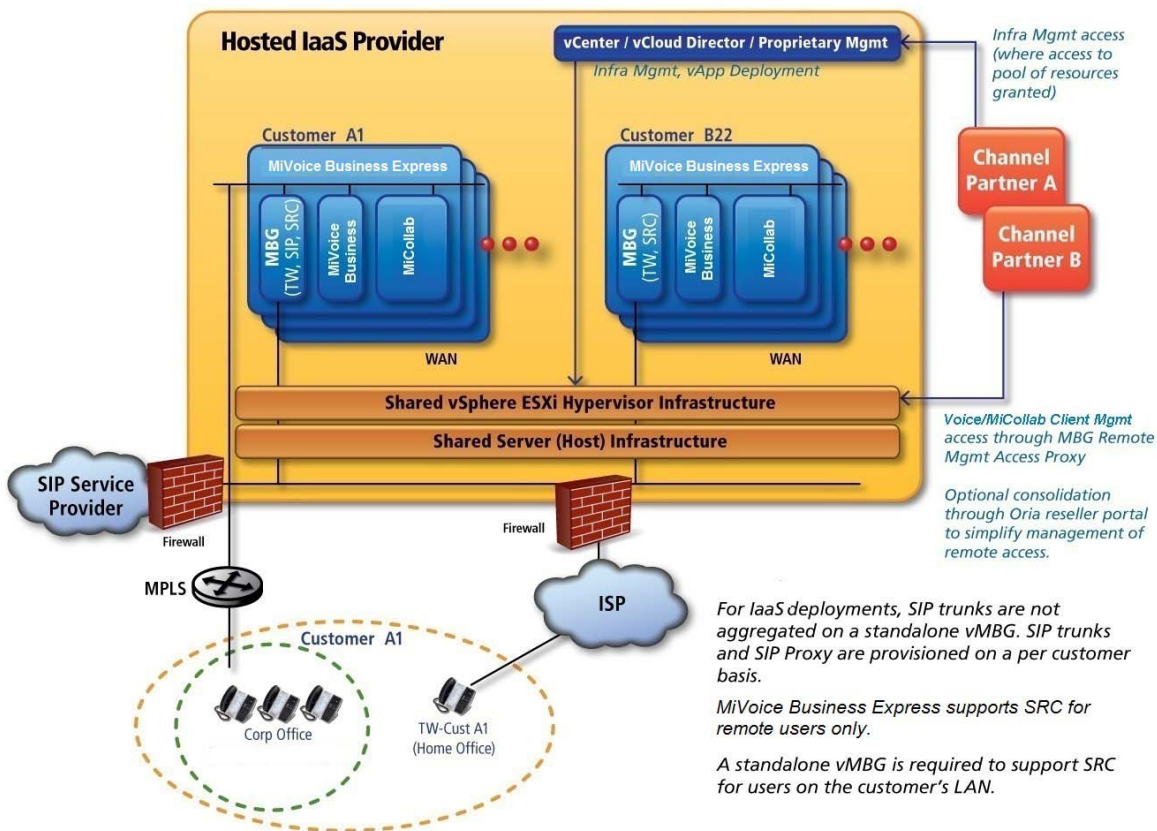 Hosted IaaS Provider
vCenter / vCloud Director / Proprietary Mgmt
Infra Mgmt, vApp Deployment
Infra Mgmt access
(where access to
pool of resources
granted)
Customer A1
MiVoice Business Express
MBG
(TW, SIP, SRC)
MiVoice
Business
MiCollab
WAN
Customer B22
MiVoice Business Express
MBG
(TW, SRC)
MiVoice
Business
MiCollab
WAN
Channel
Partner A
Channel
Partner B
Shared vSphere ESXi Hypervisor Infrastructure
Shared Server (Host) Infrastructure
Voice/MiCollab Client Mgmt
access through MBG Remote
Mgmt Access Proxy
Optional consolidation
through Oria reseller portal
to simplify management of
remote access.
SIP Service
Provider
Firewall
Firewall
MPLS
ISP
Customer A1
Corp Office
TW-Cust A1
(Home Office)
For IaaS deployments, SIP trunks are not
aggregated on a standalone vMBG. SIP trunks
and SIP Proxy are provisioned on a per customer
basis.
MiVoice Business Express supports SRC for
remote users only.
A standalone vMBG is required to support SRC
for users on the customer's LAN.